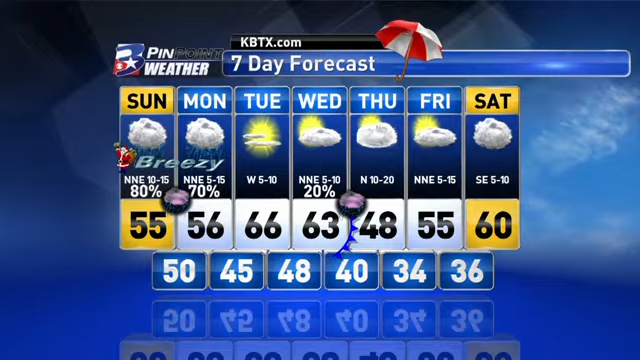 KBTX.com
PINPOINT
WEATHER
7 Day Forecast
SUN MON TUE WED THU FRI SAT
Breezy
NNE 10-15 NNE 5-15 W 5-10 NNE 5-10 N 10-20 NNE 5-15 SE 5-10
80% 70% 20%
55 56 66 63 48 55 60
50 45 48 40 34 36